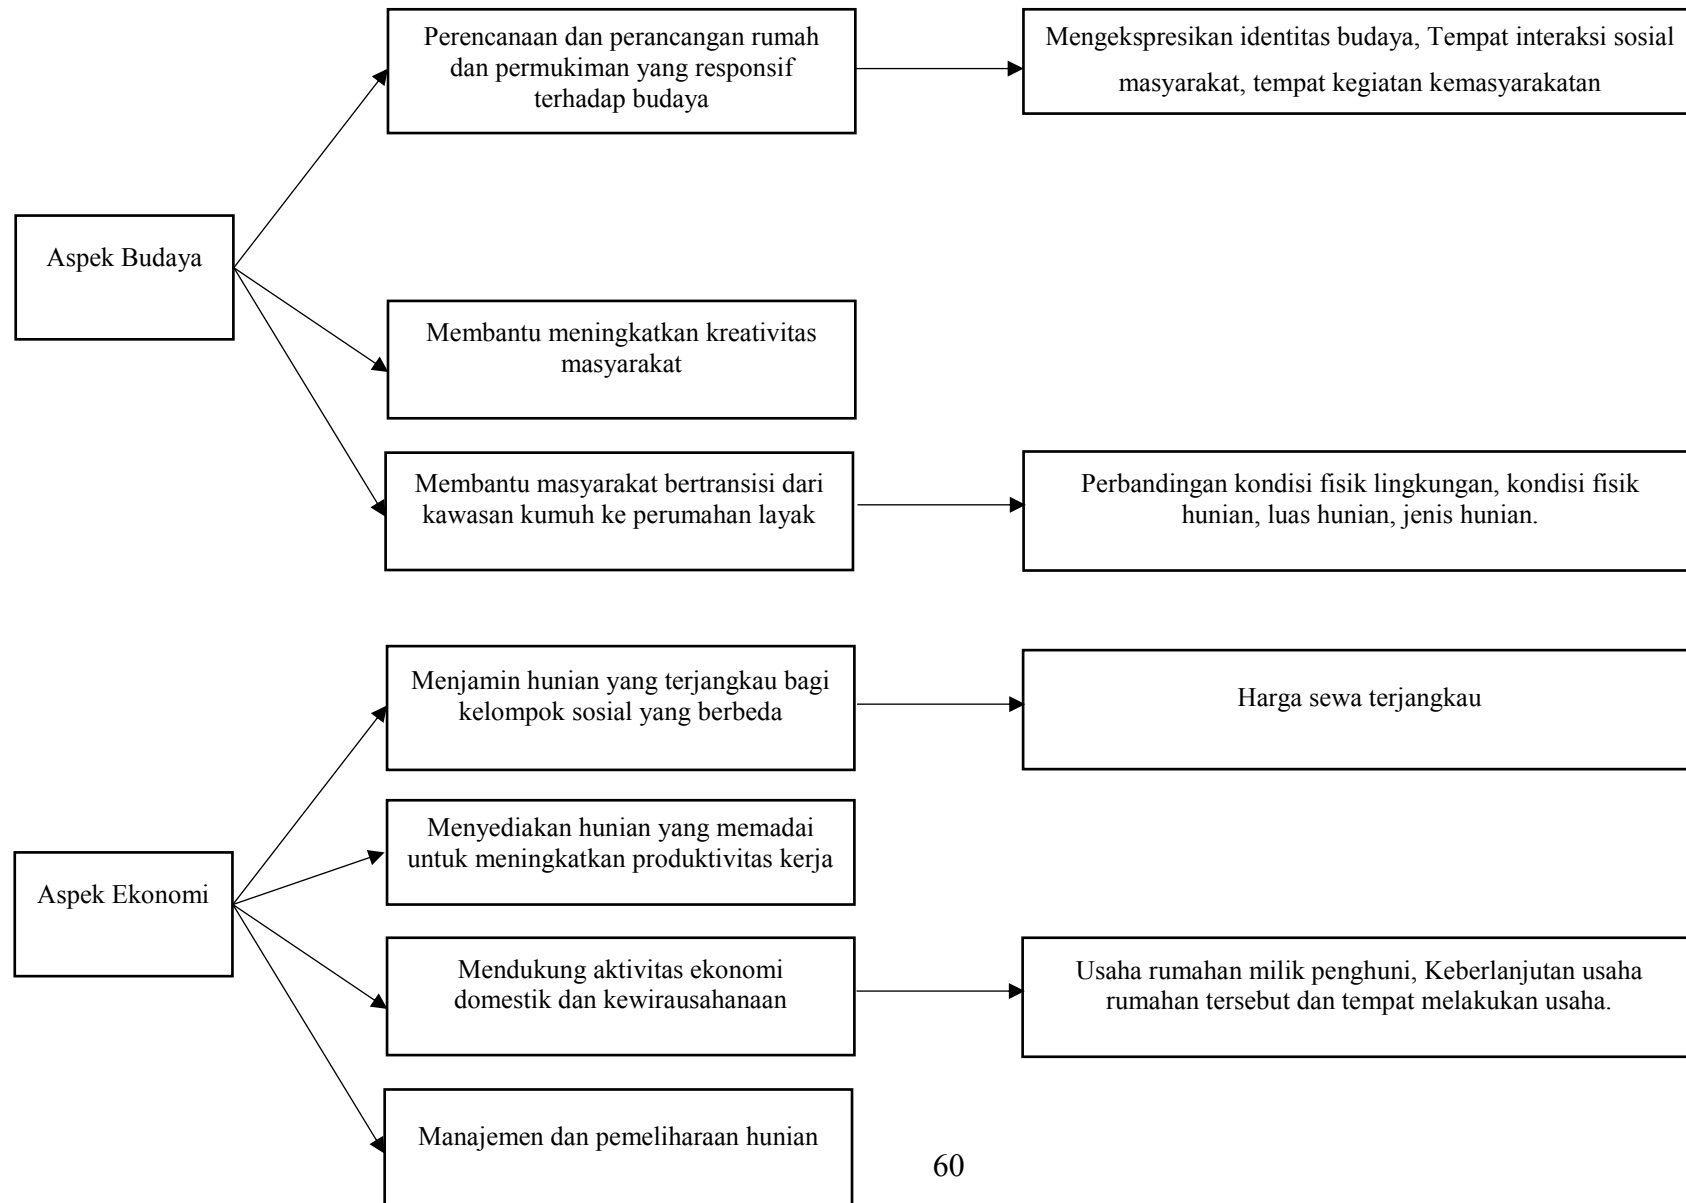 Perencanaan dan perancangan rumah
dan permukiman yang responsif
terhadap budaya
Mengekspresikan identitas budaya, Tempat interaksi sosial
masyarakat, tempat kegiatan kemasyarakatan
Aspek Budaya
Membantu meningkatkan kreativitas
masyarakat
Membantu masyarakat bertransisi dari
kawasan kumuh ke perumahan layak
Perbandingan kondisi fisik lingkungan, kondisi fisik
hunian, luas hunian, jenis hunian.
Menjamin hunian yang terjangkau bagi
kelompok sosial yang berbeda
Harga sewa terjangkau
Aspek Ekonomi
Menyediakan hunian yang memadai
untuk meningkatkan produktivitas kerja
Mendukung aktivitas ekonomi
domestik dan kewirausahanaan
Usaha rumahan milik penghuni, Keberlanjutan usaha
rumahan tersebut dan tempat melakukan usaha.
Manajemen dan pemeliharaan hunian
60